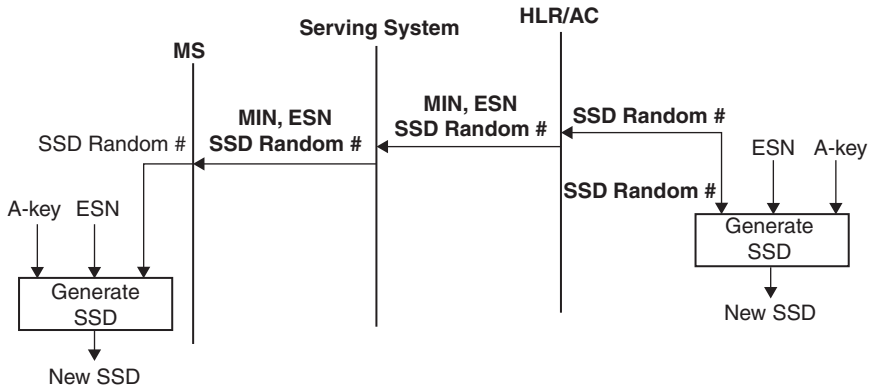 MS
Serving System
HLR/AC
SSD Random #
MIN, ESN
SSD Random #
MIN, ESN
SSD Random #
SSD Random #
SSD Random #
ESN
A-key
Generate
SSD
New SSD
A-key
ESN
Generate
SSD
New SSD